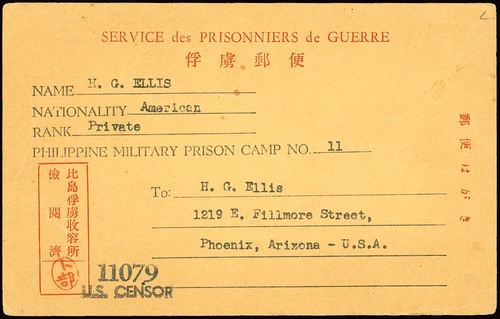 SERVICE des PRISONNIERS de GUERRE
俘虜郵便
NAME H. G. ELLIS
NATIONALITY American
RANK Private
PHILIPPINE MILITARY PRISON CAMP NO. 11
郵便はがき
To: H. G. Ellis
1219 E. Fillmore Street,
Phoenix, Arizona - U.S.A.
比島俘虜收容所
檢閲濟
11079
U.S. CENSOR